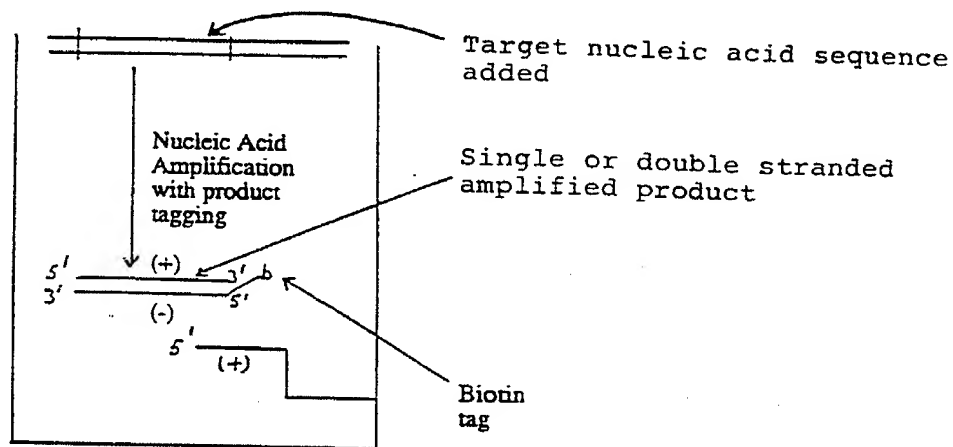 Target nucleic acid sequence
added
Nucleic Acid
Amplification
with product
tagging
Single or double stranded
amplified product
5' (+) 3' b
3' (-) 5'
5' (+)
Biotin
tag